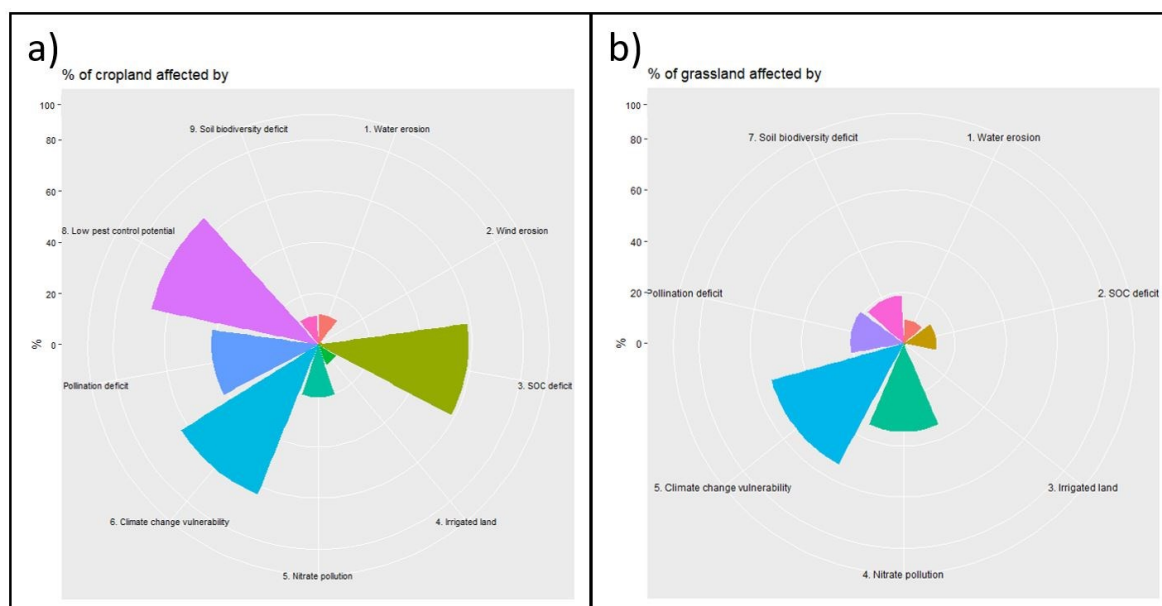 a)
% of cropland affected by
100
80
60
40
20
0
%
9. Soil biodiversity deficit
1. Water erosion
8. Low pest control potential
2. Wind erosion
Pollination deficit
3. SOC deficit
6. Climate change vulnerability
4. Irrigated land
5. Nitrate pollution
b)
% of grassland affected by
100
80
60
40
20
0
%
7. Soil biodiversity deficit
1. Water erosion
Pollination deficit
2. SOC deficit
5. Climate change vulnerability
3. Irrigated land
4. Nitrate pollution